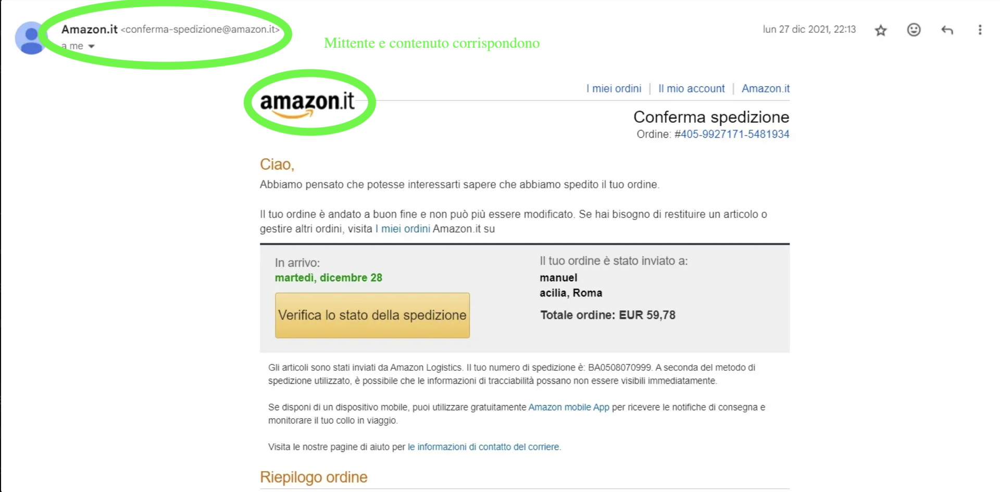 Amazon.it <conferma-spedizione@amazon.it>
lun 27 dic 2021, 22:13
a me
Mittente e contenuto corrispondono
amazon.it
I miei ordini | Il mio account | Amazon.it
Conferma spedizione
Ordine: #405-9927171-5481934
Ciao,
Abbiamo pensato che potesse interessarti sapere che abbiamo spedito il tuo ordine.
Il tuo ordine è andato a buon fine e non può più essere modificato. Se hai bisogno di restituire un articolo o
gestire altri ordini, visita I miei ordini Amazon.it su
In arrivo:
martedì, dicembre 28
Verifica lo stato della spedizione
Il tuo ordine è stato inviato a:
manuel
acilia, Roma
Totale ordine: EUR 59,78
Gli articoli sono stati inviati da Amazon Logistics. Il tuo numero di spedizione è: BA0508070999. A seconda del metodo di
spedizione utilizzato, è possibile che le informazioni di tracciabilità possano non essere visibili immediatamente.
Se disponi di un dispositivo mobile, puoi utilizzare gratuitamente Amazon mobile App per ricevere le notifiche di consegna e
monitorare il tuo collo in viaggio.
Visita le nostre pagine di aiuto per le informazioni di contatto del corriere.
Riepilogo ordine